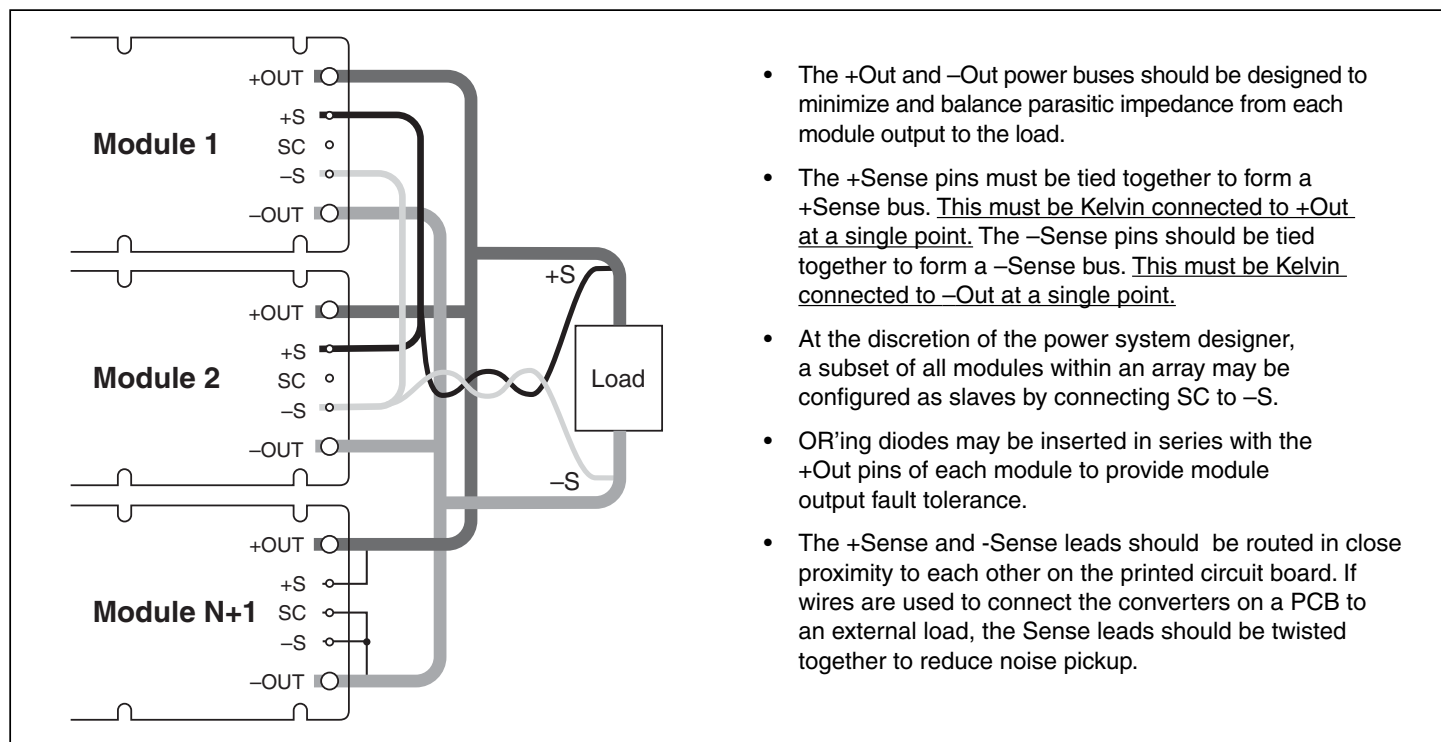 +OUT
+S
Module 1
SC
–S
–OUT
+OUT
+S
Module 2
SC
–S
–OUT
+OUT
+S
Module N+1
SC
–S
–OUT
+S
Load
–S
• The +Out and –Out power buses should be designed to
minimize and balance parasitic impedance from each
module output to the load.
• The +Sense pins must be tied together to form a
+Sense bus. This must be Kelvin connected to +Out
at a single point. The –Sense pins should be tied
together to form a –Sense bus. This must be Kelvin
connected to –Out at a single point.
• At the discretion of the power system designer,
a subset of all modules within an array may be
configured as slaves by connecting SC to –S.
• OR'ing diodes may be inserted in series with the
+Out pins of each module to provide module
output fault tolerance.
• The +Sense and -Sense leads should be routed in close
proximity to each other on the printed circuit board. If
wires are used to connect the converters on a PCB to
an external load, the Sense leads should be twisted
together to reduce noise pickup.